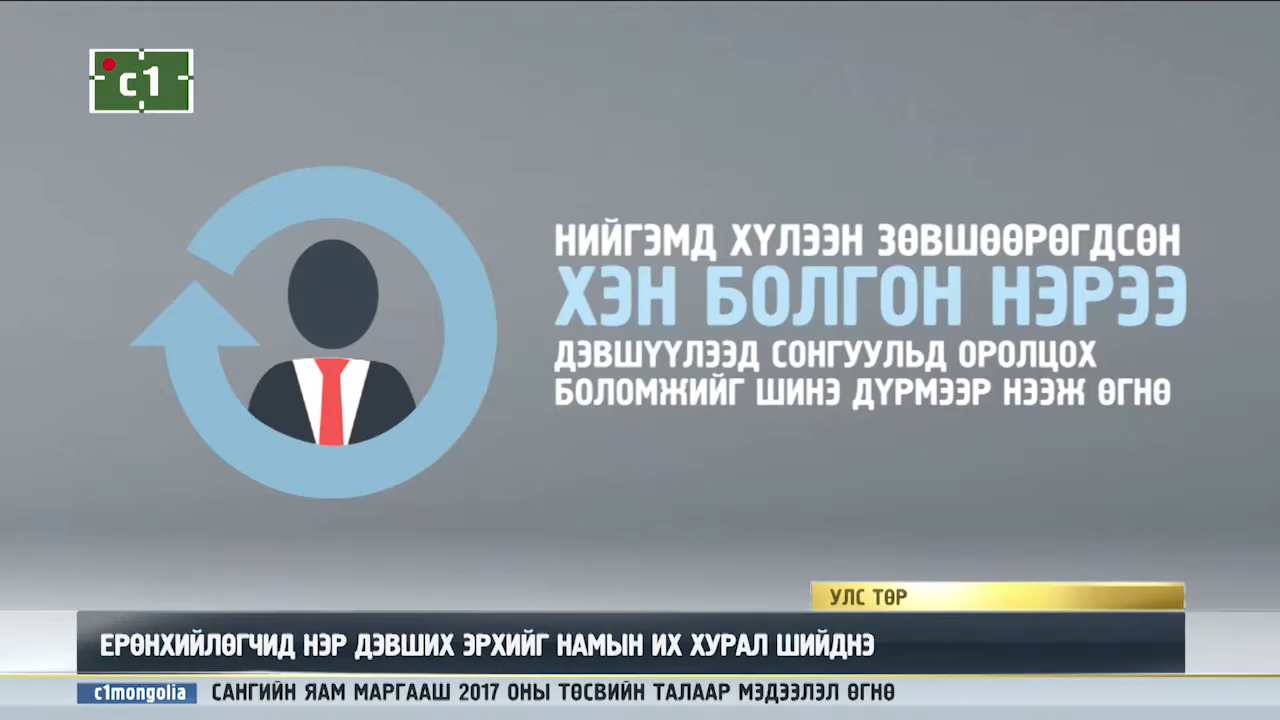 c1
НИЙГЭМД ХҮЛЭЭН ЗӨВШӨӨРӨГДСӨН
ХЭН БОЛГОН НЭРЭЭ
ДЭВШҮҮЛЭЭД СОНГУУЛЬД ОРОЛЦОХ
БОЛОМЖИЙГ ШИНЭ ДҮРМЭЭР НЭЭЖ ӨГНӨ
УЛС ТӨР
ЕРӨНХИЙЛӨГЧИД НЭР ДЭВШИХ ЭРХИЙГ НАМЫН ИХ ХУРАЛ ШИЙДНЭ
c1mongolia САНГИЙН ЯАМ МАРГААШ 2017 ОНЫ ТӨСВИЙН ТАЛААР МЭДЭЭЛЭЛ ӨГНӨ